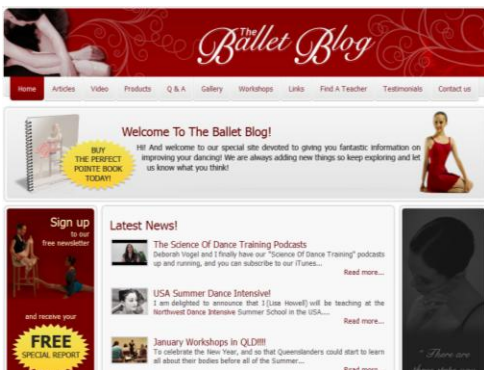 The
Ballet Blog
Home Articles Video Products Q & A Gallery Workshops Links Find A Teacher Testimonials Contact us
BUY
THE PERFECT
POINTE BOOK
TODAY!
Welcome To The Ballet Blog!
Hi! And welcome to our special site devoted to giving you fantastic information on
improving your dancing! We are always adding new things so keep exploring and let
us know what you think!
Sign up
to our
free newsletter
and receive your
FREE
SPECIAL REPORT
Latest News!
The Science Of Dance Training Podcasts
Deborah Vogel and I finally have our "Science Of Dance Training" podcasts
up and running, and you can subscribe to our iTunes...
Read more...
USA Summer Dance Intensive!
I am delighted to announce that I (Lisa Howell) will be teaching at the
Northwest Dance Intensive Summer School in the USA....
Read more...
January Workshops in QLD!!!!
To celebrate the New Year, and so that Queenslanders could start to learn
all about their bodies before all of the Summer...
Read more...
" There are